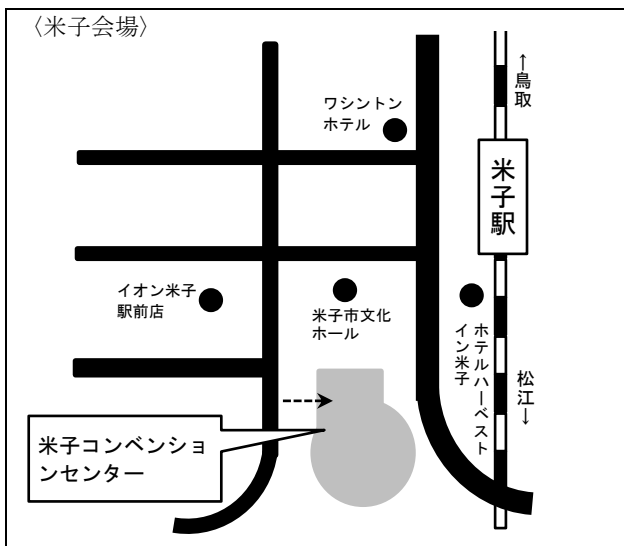 〈米子会場〉
↑鳥取
ワシントン
ホテル
米子駅
イオン米子
駅前店
米子市文化
ホール
ホテルハーベスト
イン米子
松江↓
米子コンベンショ
ンセンター